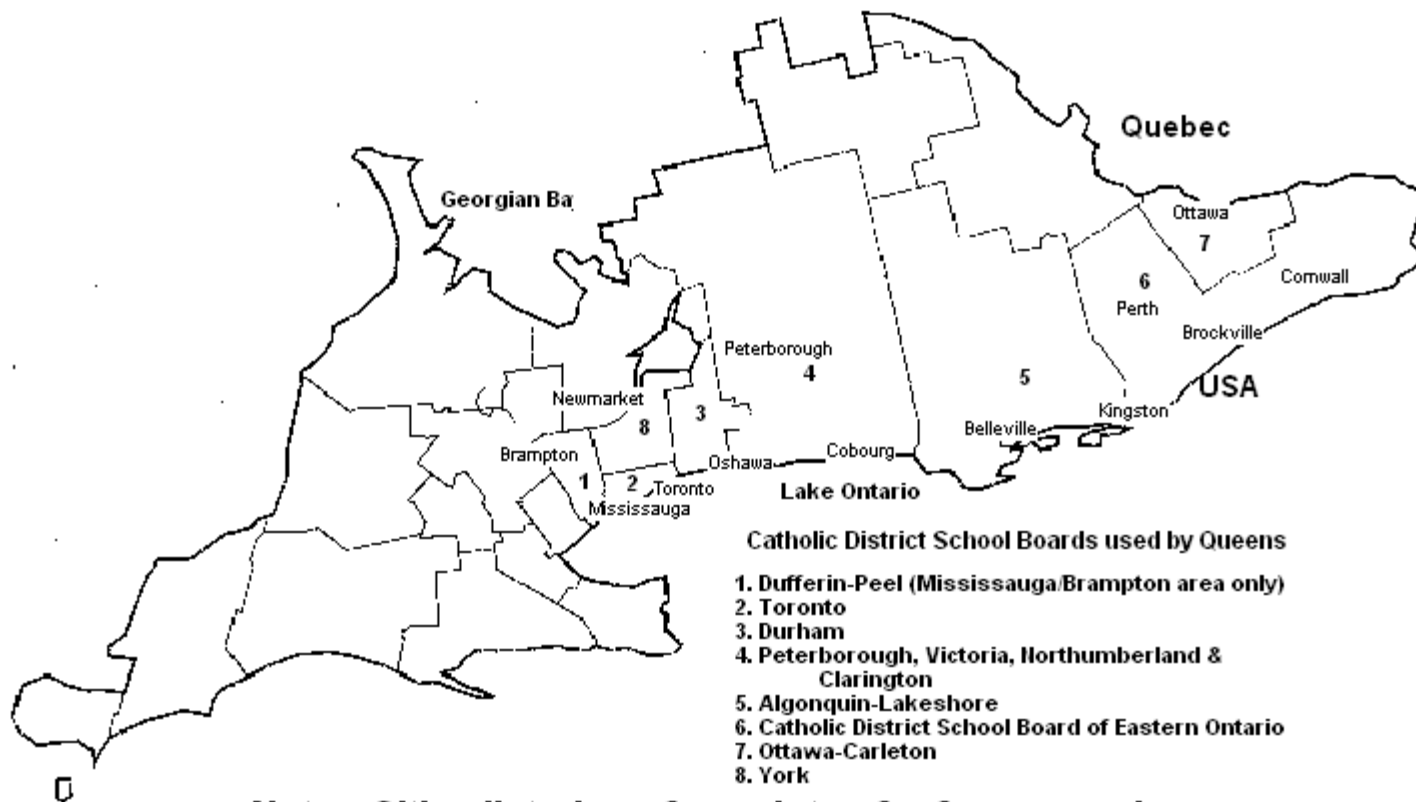 Quebec
Georgian Ba
Ottawa
7
6
Cornwall
Perth
Brockville
Peterborough
4
5
USA
Newmarket
3
Kingston
8
Belleville
Brampton
Oshawa
Cobourg
1
2
Toronto
Lake Ontario
Mississauga
Catholic District School Boards used by Queens
1. Dufferin-Peel (Mississauga/Brampton area only)
2. Toronto
3. Durham
4. Peterborough, Victoria, Northumberland &
Clarington
5. Algonquin-Lakeshore
6. Catholic District School Board of Eastern Ontario
7. Ottawa-Carleton
8. York